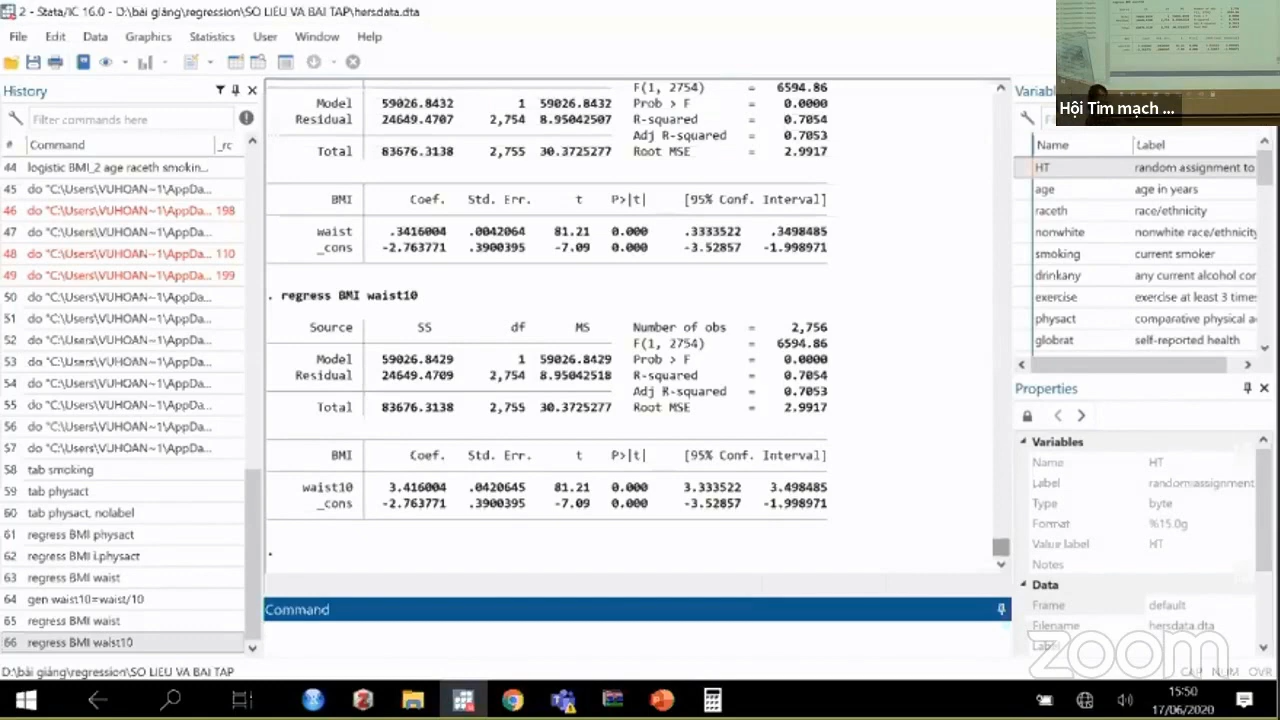 2 - Stata/IC 16.0 - D:\bài giảng\regression\SO LIEU VA BAI TAP\hersdata.dta
File Edit Data Graphics Statistics User Window Help
History
Filter commands here
# Command _rc
44 logistic BMI_2 age raceth smokin...
45 do "C:\Users\VUHOAN~1\AppDa...
46 do "C:\Users\VUHOAN~1\AppDa... 198
47 do "C:\Users\VUHOAN~1\AppDa...
48 do "C:\Users\VUHOAN~1\AppDa... 110
49 do "C:\Users\VUHOAN~1\AppDa... 199
50 do "C:\Users\VUHOAN~1\AppDa...
51 do "C:\Users\VUHOAN~1\AppDa...
52 do "C:\Users\VUHOAN~1\AppDa...
53 do "C:\Users\VUHOAN~1\AppDa...
54 do "C:\Users\VUHOAN~1\AppDa...
55 do "C:\Users\VUHOAN~1\AppDa...
56 do "C:\Users\VUHOAN~1\AppDa...
57 do "C:\Users\VUHOAN~1\AppDa...
58 tab smoking
59 tab physact
60 tab physact, nolabel
61 regress BMI physact
62 regress BMI i.physact
63 regress BMI waist
64 gen waist10=waist/10
65 regress BMI waist
66 regress BMI waist10
F(1, 2754) = 6594.86
Model 59026.8432 1 59026.8432 Prob > F = 0.0000
Residual 24649.4707 2,754 8.95042507 R-squared = 0.7054
Adj R-squared = 0.7053
Total 83676.3138 2,755 30.3725277 Root MSE = 2.9917
BMI Coef. Std. Err. t P>|t| [95% Conf. Interval]
waist .3416004 .0042064 81.21 0.000 .3333522 .3498485
_cons -2.763771 .3900395 -7.09 0.000 -3.52857 -1.998971
. regress BMI waist10
Source SS df MS Number of obs = 2,756
F(1, 2754) = 6594.86
Model 59026.8429 1 59026.8429 Prob > F = 0.0000
Residual 24649.4709 2,754 8.95042518 R-squared = 0.7054
Adj R-squared = 0.7053
Total 83676.3138 2,755 30.3725277 Root MSE = 2.9917
BMI Coef. Std. Err. t P>|t| [95% Conf. Interval]
waist10 3.416004 .0420645 81.21 0.000 3.333522 3.498485
_cons -2.763771 .3900395 -7.09 0.000 -3.52857 -1.998971
.
Command
Hội Tim mạch ...
Variab
Name Label
HT random assignment to
age age in years
raceth race/ethnicity
nonwhite nonwhite race/ethnicity
smoking current smoker
drinkany any current alcohol con
exercise exercise at least 3 times
physact comparative physical a
globrat self-reported health
Properties
Variables
Name HT
Label random assignment
Type byte
Format %15.0g
Value label HT
Notes
Data
Frame default
Filename hersdata.dta
Label
zoom
D:\bài giảng\regression\SO LIEU VA BAI TAP
CAP NUM OVR
15:50
17/06/2020